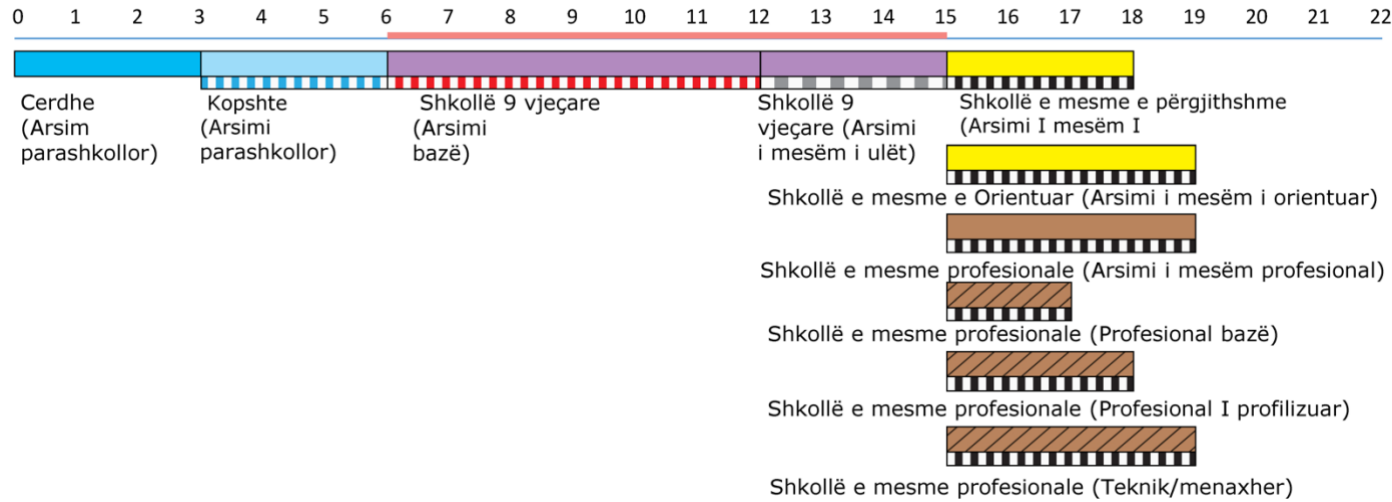 0 1 2 3 4 5 6 7 8 9 10 11 12 13 14 15 16 17 18 19 20 21 22
Cerdhe
(Arsim
parashkollor)
Kopshte
(Arsimi
parashkollor)
Shkollë 9 vjeçare
(Arsimi
bazë)
Shkollë 9
vjeçare (Arsimi
i mesëm i ulët)
Shkollë e mesme e përgjithshme
(Arsimi I mesëm I
Shkollë e mesme e Orientuar (Arsimi i mesëm i orientuar)
Shkollë e mesme profesionale (Arsimi i mesëm profesional)
Shkollë e mesme profesionale (Profesional bazë)
Shkollë e mesme profesionale (Profesional I profilizuar)
Shkollë e mesme profesionale (Teknik/menaxher)